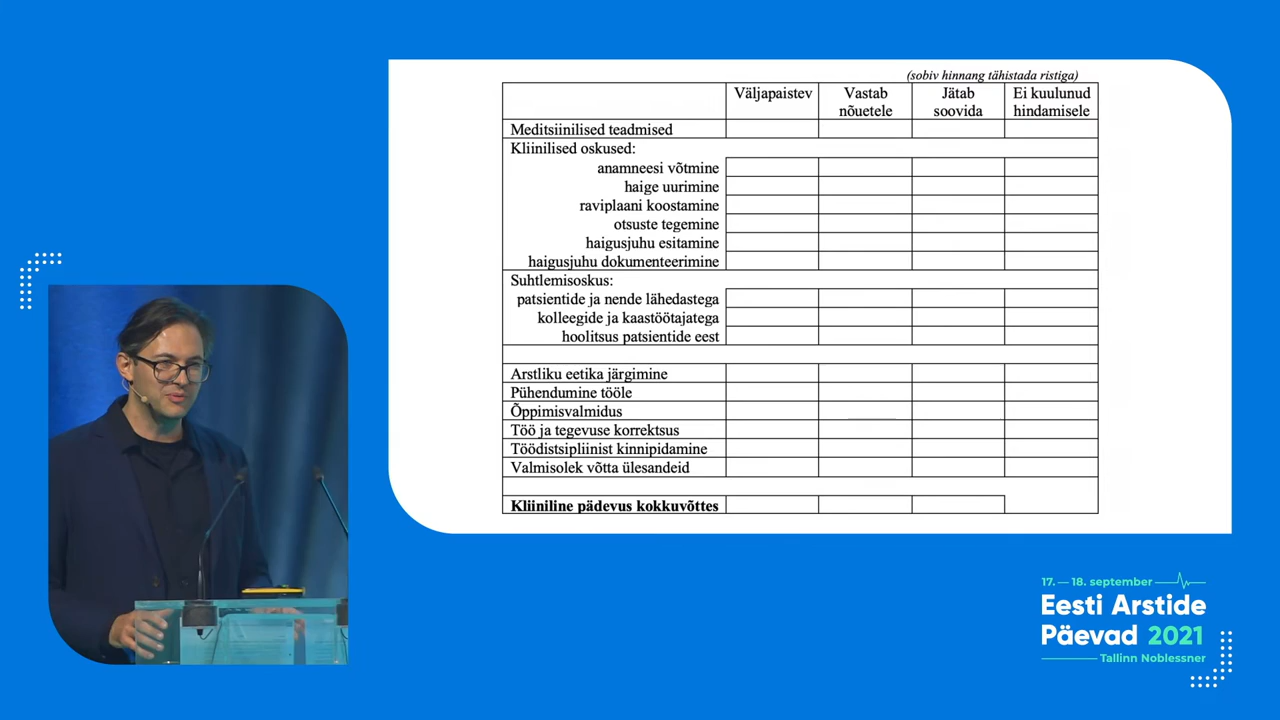 (sobiv hinnang tähistada ristiga)
Väljapaistev
Vastab nõuetele
Jätab soovida
Ei kuulunud hindamisele
Meditsiinilised teadmised
Kliinilised oskused:
anamneesi võtmine
haige uurimine
raviplaani koostamine
otsuste tegemine
haigusjuhu esitamine
haigusjuhu dokumenteerimine
Suhtlemisoskus:
patsientide ja nende lähedastega
kolleegide ja kaastöötajatega
hoolitsus patsientide eest
Arstliku eetika järgimine
Pühendumine tööle
Õppimisvalmidus
Töö ja tegevuse korrektsus
Töödistsipliinist kinnipidamine
Valmisolek võtta ülesandeid
Kliiniline pädevus kokkuvõttes
17. — 18. september
Eesti Arstide
Päevad 2021
Tallinn Noblessner